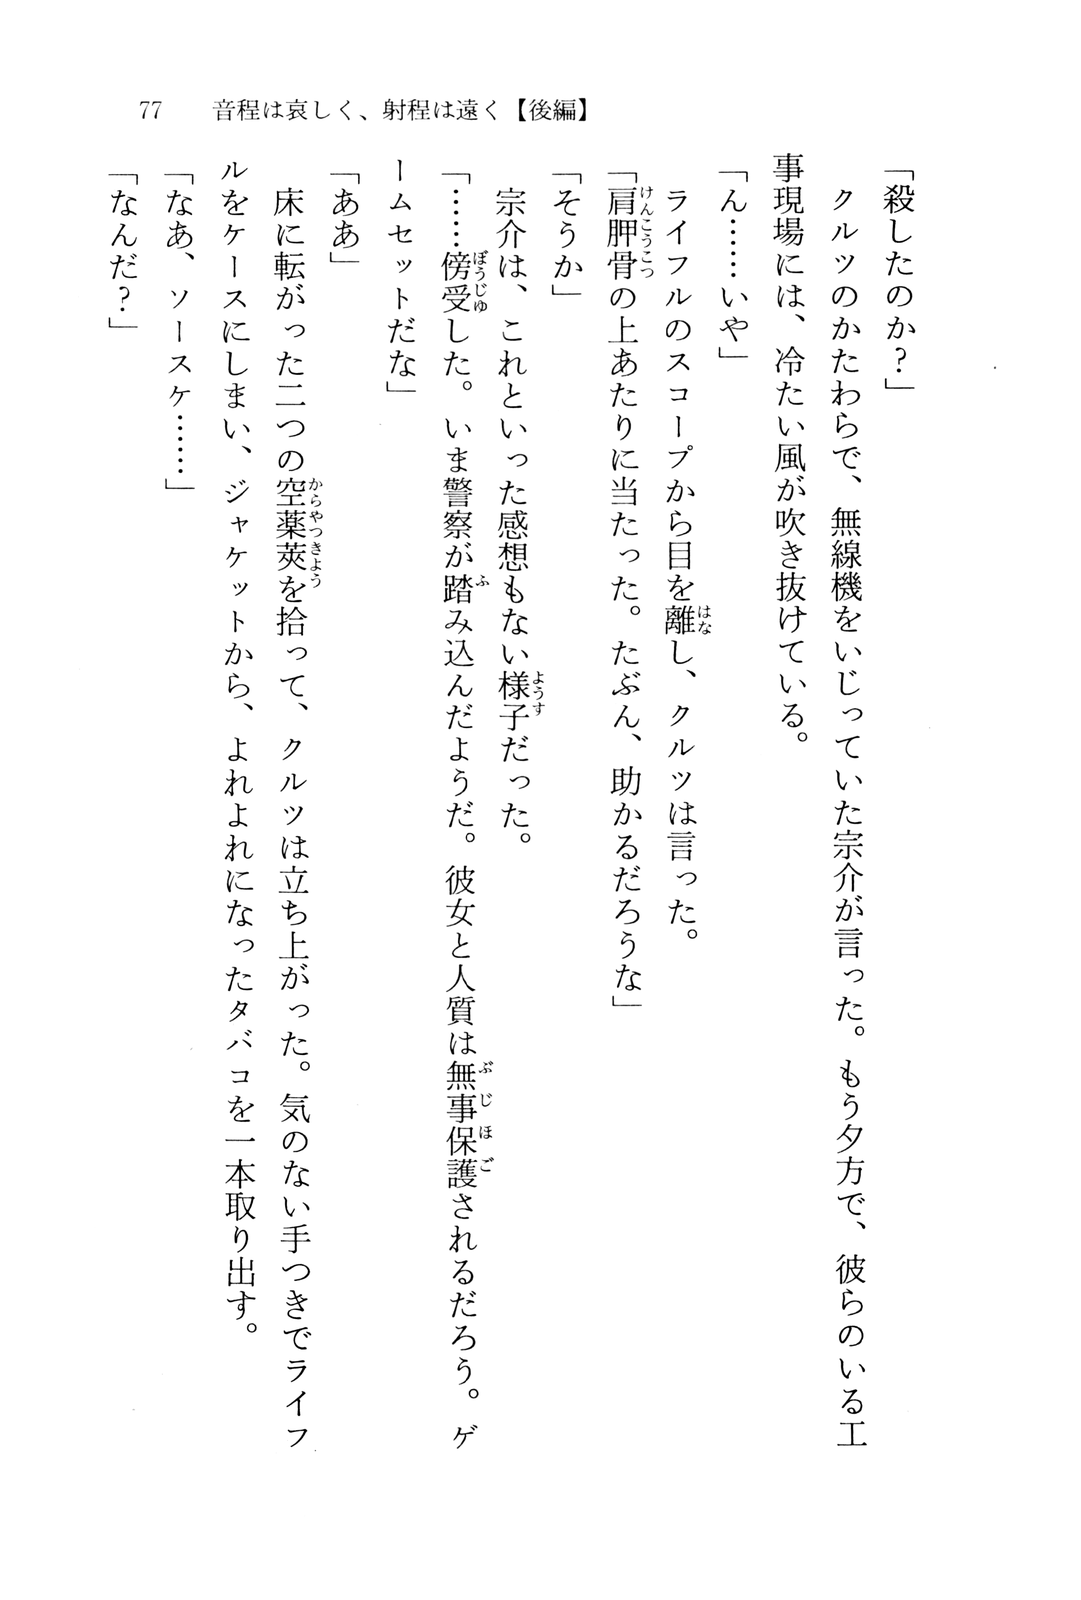 77　音程は哀しく、射程は遠く【後編】
「殺したのか？」
　クルツのかたわらで、無線機をいじっていた宗介が言った。もう夕方で、彼らのいる工
事現場には、冷たい風が吹き抜けている。
「ん……いや」
　ライフルのスコープから目を離し、クルツは言った。
「肩胛骨の上あたりに当たった。たぶん、助かるだろうな」
「そうか」
　宗介は、これといった感想もない様子だった。
「……傍受した。いま警察が踏み込んだようだ。彼女と人質は無事保護されるだろう。ゲ
ームセットだな」
「ああ」
　床に転がった二つの空薬莢を拾って、クルツは立ち上がった。気のない手つきでライフ
ルをケースにしまい、ジャケットから、よれよれになったタバコを一本取り出す。
「なあ、ソースケ……」
「なんだ？」